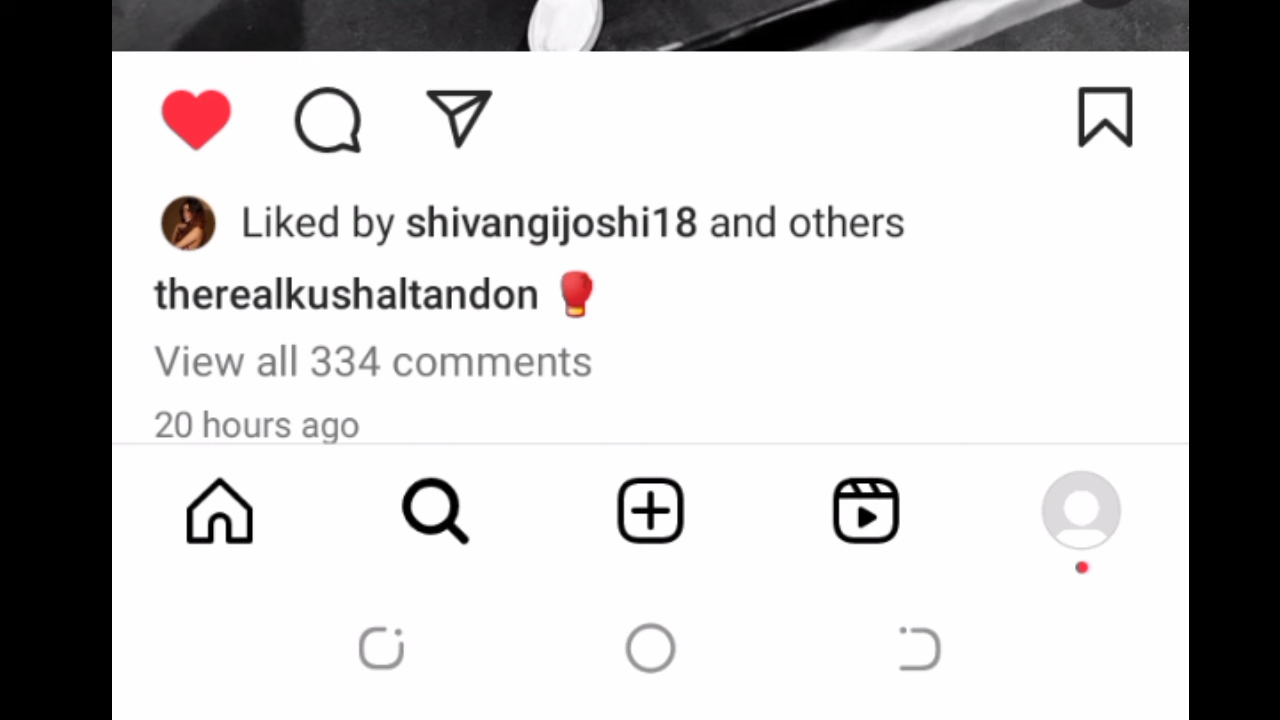 Liked by shivangijoshi18 and others
therealkushaltandon 🥊
View all 334 comments
20 hours ago